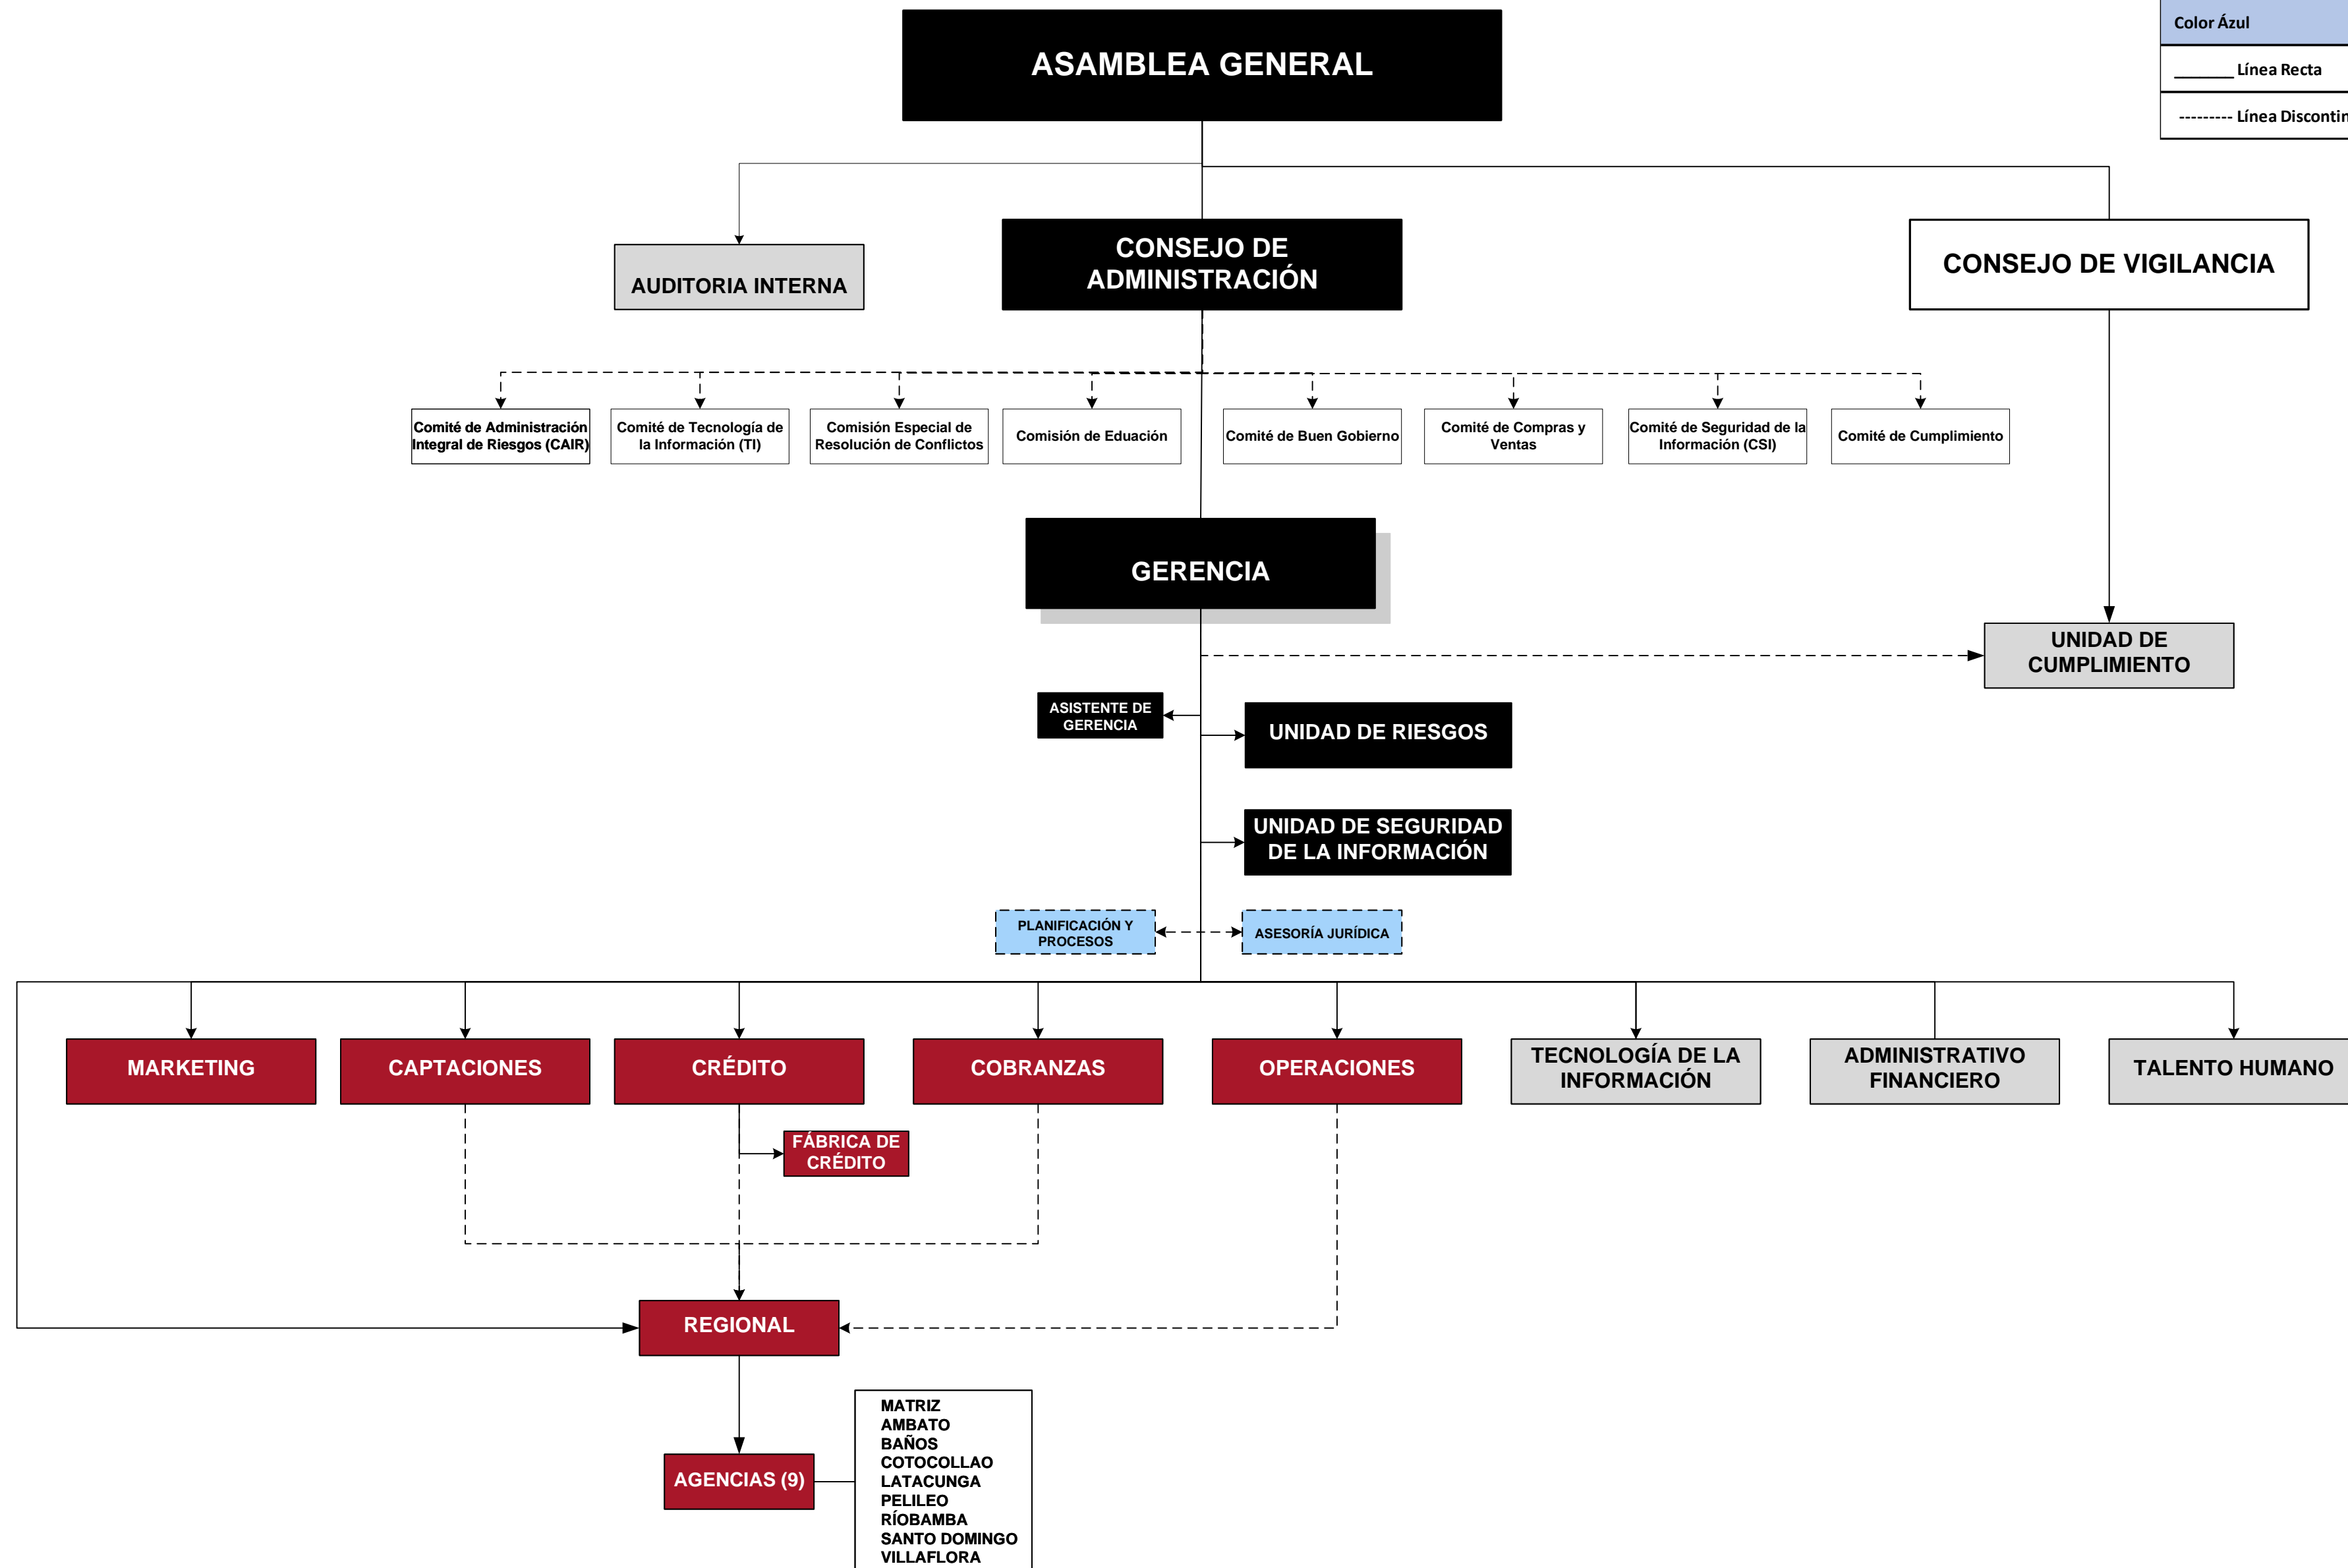 Color Ázul
_______ Línea Recta
--------- Línea Discontin
ASAMBLEA GENERAL
AUDITORIA INTERNA
CONSEJO DE
ADMINISTRACIÓN
CONSEJO DE VIGILANCIA
Comité de Administración
Integral de Riesgos (CAIR)
Comité de Tecnología de
la Información (TI)
Comisión Especial de
Resolución de Conflictos
Comisión de Eduación
Comité de Buen Gobierno
Comité de Compras y
Ventas
Comité de Seguridad de la
Información (CSI)
Comité de Cumplimiento
GERENCIA
UNIDAD DE
CUMPLIMIENTO
ASISTENTE DE
GERENCIA
UNIDAD DE RIESGOS
UNIDAD DE SEGURIDAD
DE LA INFORMACIÓN
PLANIFICACIÓN Y
PROCESOS
ASESORÍA JURÍDICA
MARKETING
CAPTACIONES
CRÉDITO
COBRANZAS
OPERACIONES
TECNOLOGÍA DE LA
INFORMACIÓN
ADMINISTRATIVO
FINANCIERO
TALENTO HUMANO
FÁBRICA DE
CRÉDITO
REGIONAL
AGENCIAS (9)
MATRIZ
AMBATO
BAÑOS
COTOCOLLAO
LATACUNGA
PELILEO
RÍOBAMBA
SANTO DOMINGO
VILLAFLORA